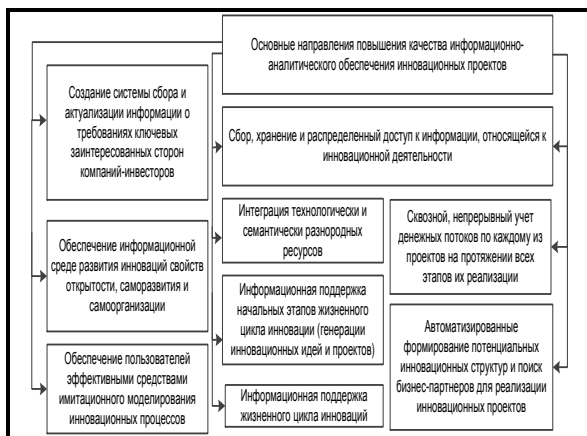 Основные направления повышения качества информационно-
аналитического обеспечения инновационных проектов
Создание системы сбора и
актуализации информации о
требованиях ключевых
заинтересованных сторон
компаний-инвесторов
Сбор, хранение и распределенный доступ к информации, относящейся к
инновационной деятельности
Обеспечение информационной
среде развития инноваций свойств
открытости, саморазвития и
самоорганизации
Интеграция технологически и
семантически разнородных
ресурсов
Сквозной, непрерывный учет
денежных потоков по каждому из
проектов на протяжении всех
этапов их реализации
Информационная поддержка
начальных этапов жизненного
цикла инновации (генерации
инновационных идей и проектов)
Автоматизированные
формирование потенциальных
инновационных структур и поиск
бизнес-партнеров для реализации
инновационных проектов
Обеспечение пользователей
эффективными средствами
имитационного моделирования
инновационных процессов
Информационная поддержка
жизненного цикла инноваций